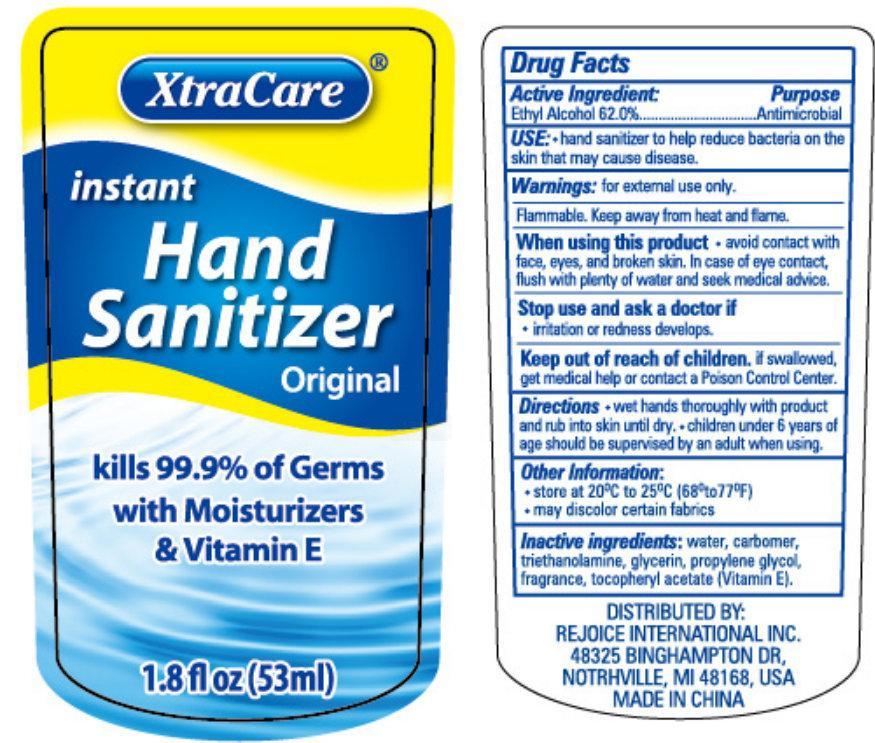 XtraCare®
instant
Hand
Sanitizer
Original
kills 99.9% of Germs
with Moisturizers
& Vitamin E
1.8 fl oz (53ml)
Drug Facts
Active Ingredient: Purpose
Ethyl Alcohol 62.0%..................................Antimicrobial
USE: • hand sanitizer to help reduce bacteria on the
skin that may cause disease.
Warnings: for external use only.
Flammable. Keep away from heat and flame.
When using this product • avoid contact with
face, eyes, and broken skin. In case of eye contact,
flush with plenty of water and seek medical advice.
Stop use and ask a doctor if
• irritation or redness develops.
Keep out of reach of children. if swallowed,
get medical help or contact a Poison Control Center.
Directions • wet hands thoroughly with product
and rub into skin until dry. • children under 6 years of
age should be supervised by an adult when using.
Other Information:
• store at 20⁰C to 25⁰C (68⁰to77⁰F)
• may discolor certain fabrics
Inactive ingredients: water, carbomer,
triethanolamine, glycerin, propylene glycol,
fragrance, tocopheryl acetate (Vitamin E).
DISTRIBUTED BY:
REJOICE INTERNATIONAL INC.
48325 BINGHAMPTON DR,
NOTRHVILLE, MI 48168, USA
MADE IN CHINA